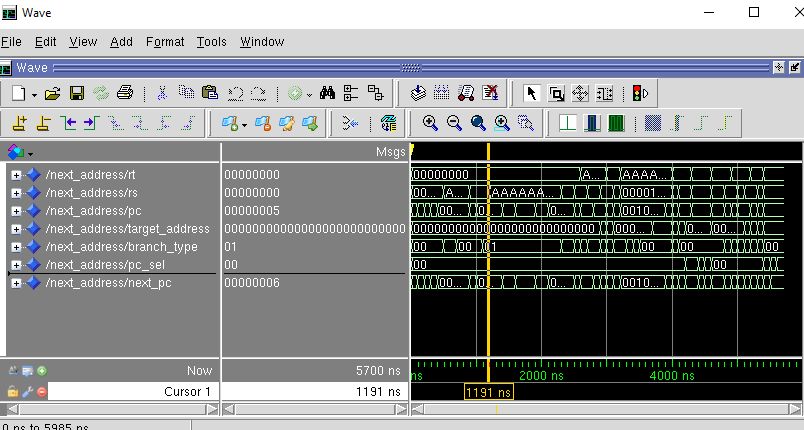 Wave
File Edit View Add Format Tools Window
Wave
Msgs
/next_address/rt 00000000 00000000 A... AAAA...
/next_address/rs 00000000 00... A... AAAAAA... 00001...
/next_address/pc 00000005 00... 0... 0... 0010...
/next_address/target_address 00000000000000000000000000 00000000000000000000000000 000... 0... 00...
/next_address/branch_type 01 00 00 01 00 00 00
/next_address/pc_sel 00 00 00
/next_address/next_pc 00000006 00... 0... 0... 0010...
Now 5700 ns ns 2000 ns 4000 ns
Cursor 1 1191 ns 1191 ns
0 ns to 5985 ns